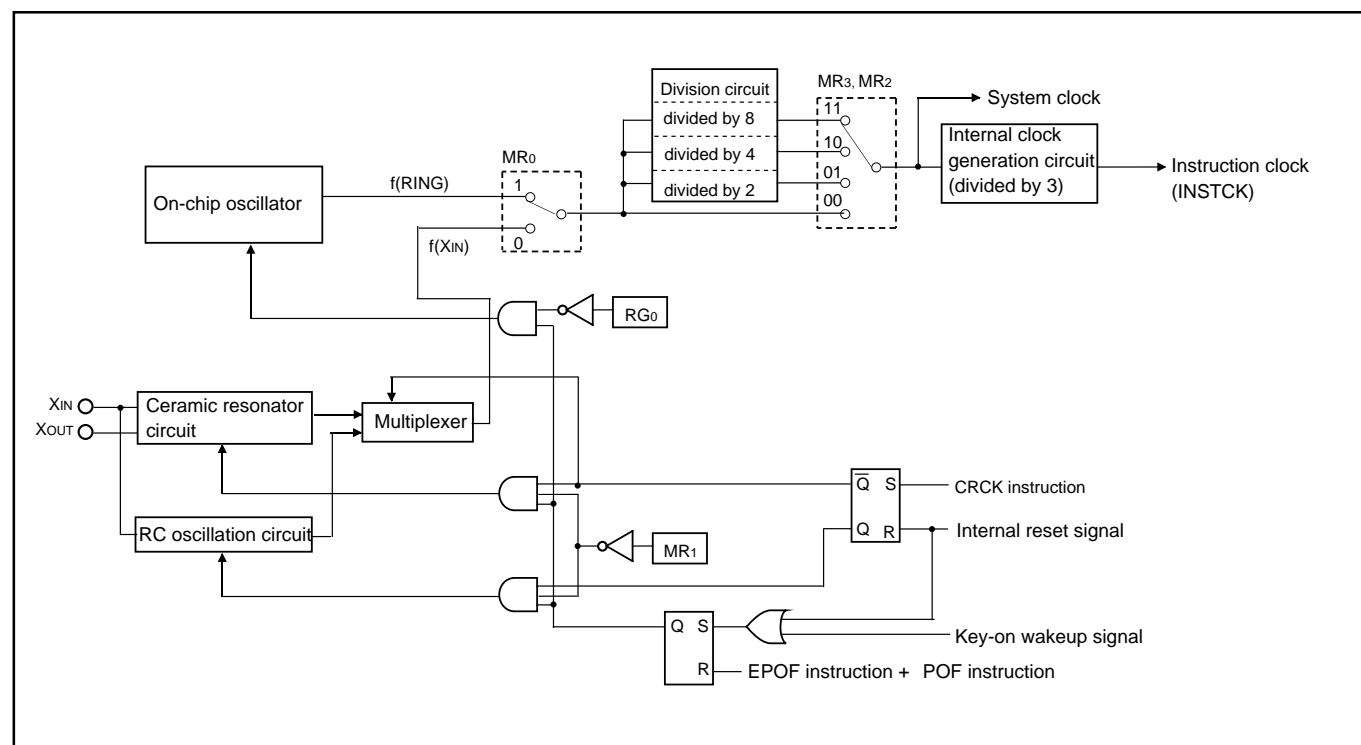 Division circuit
MR3, MR2
System clock
divided by 8
11
Internal clock
generation circuit
(divided by 3)
divided by 4
10
Instruction clock
(INSTCK)
MR0
On-chip oscillator
f(RING)
1
divided by 2
01
00
0
f(XIN)
RG0
XIN
XOUT
Ceramic resonator
circuit
Multiplexer
Q S
CRCK instruction
RC oscillation circuit
MR1
Q R
Internal reset signal
Q S
Key-on wakeup signal
R
EPOF instruction + POF instruction